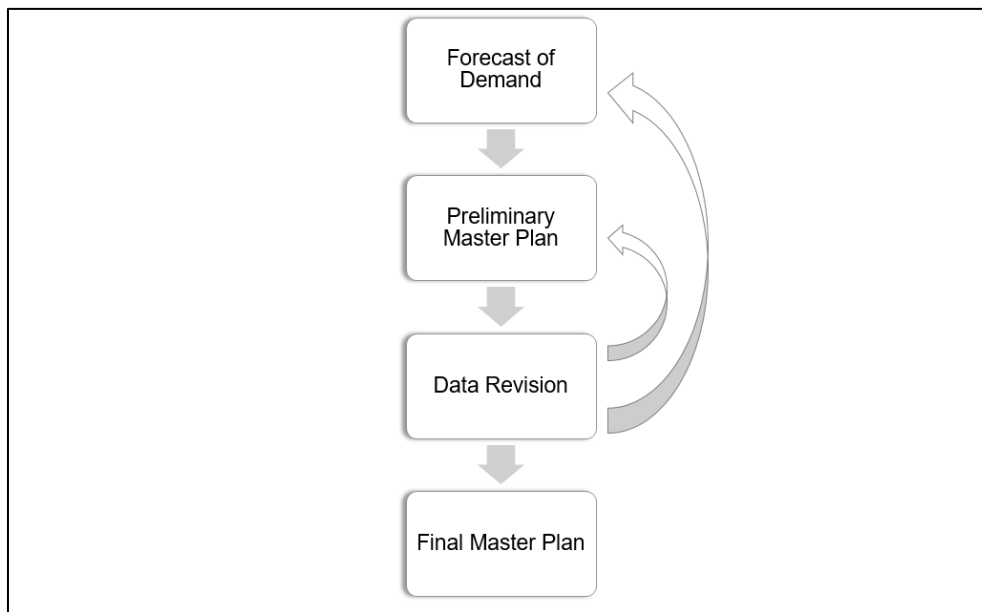 Forecast of
Demand
Preliminary
Master Plan
Data Revision
Final Master Plan